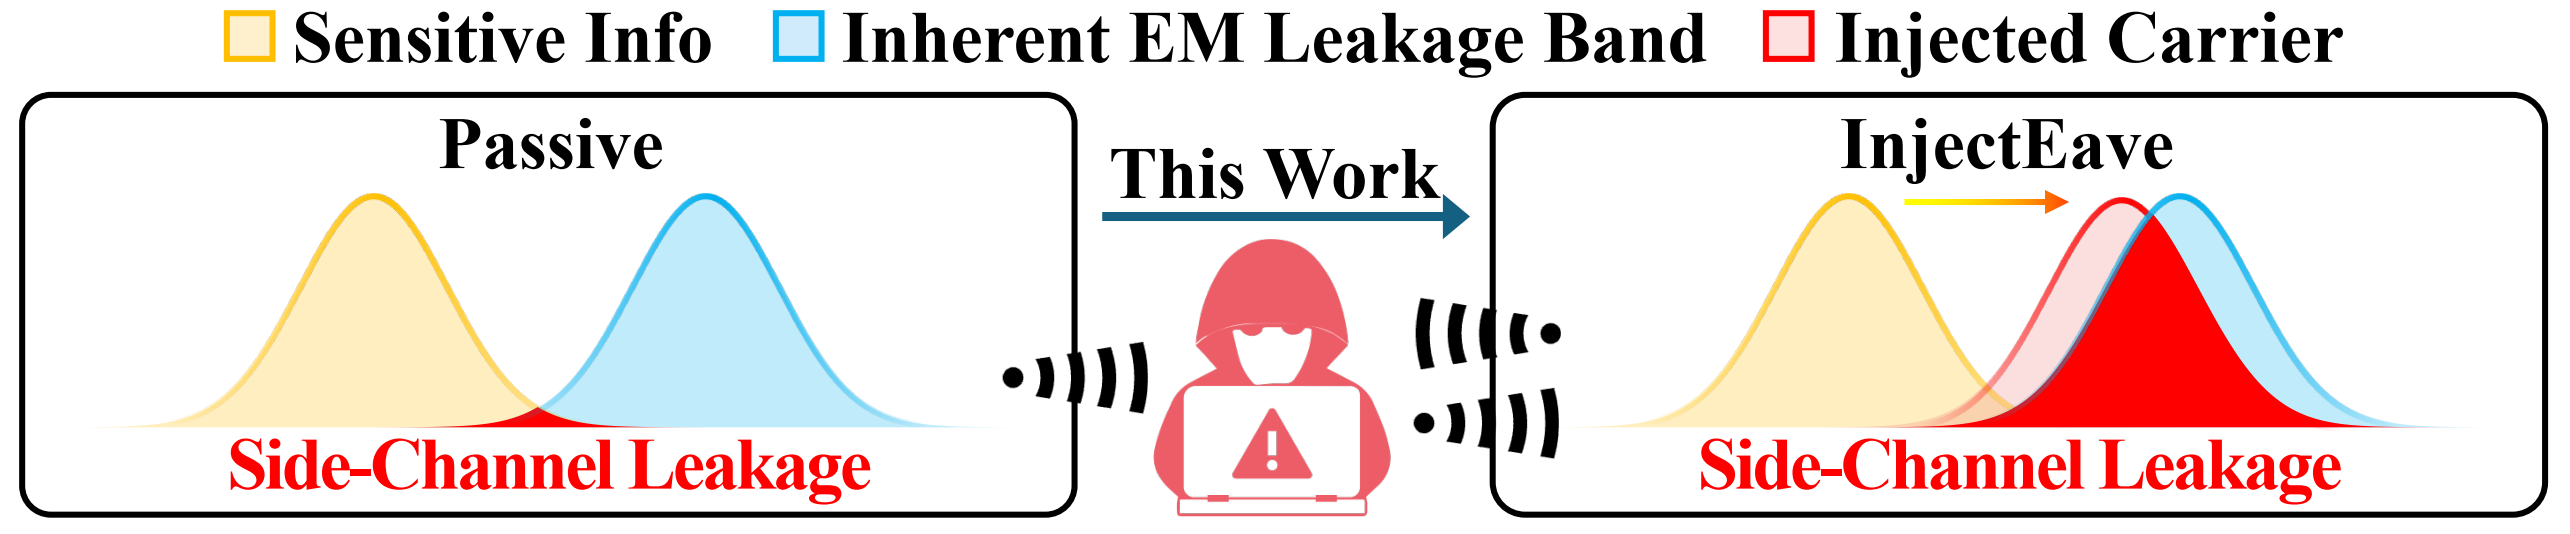 Sensitive Info
Inherent EM Leakage Band
Injected Carrier
Passive
Side-Channel Leakage
This Work
InjectEave
Side-Channel Leakage